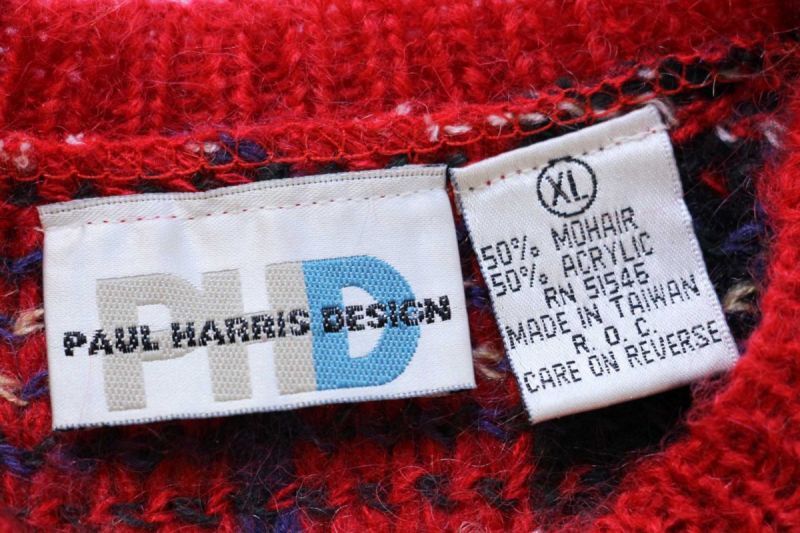 PHD
PAUL HARRIS DESIGN
XL
50% MOHAIR
50% ACRYLIC
RN 51546
MADE IN TAIWAN
R. O. C.
CARE ON REVERSE